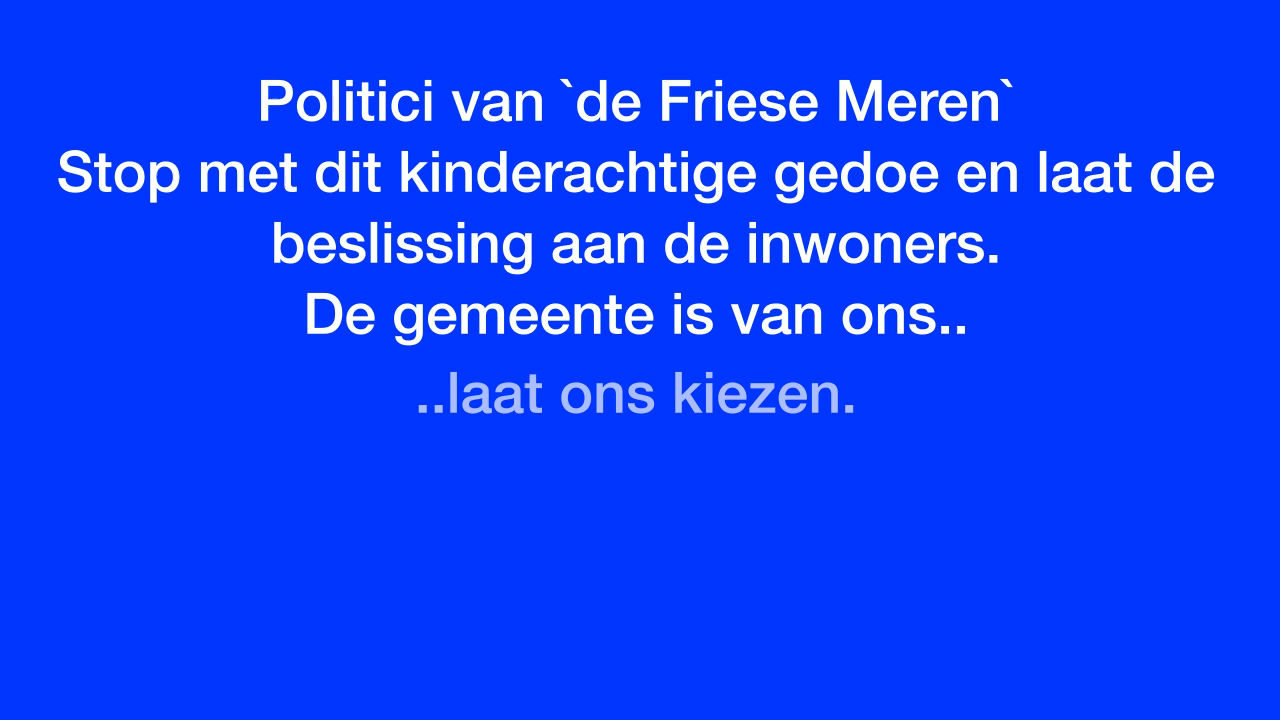 Politici van `de Friese Meren`
Stop met dit kinderachtige gedoe en laat de
beslissing aan de inwoners.
De gemeente is van ons..
..laat ons kiezen.